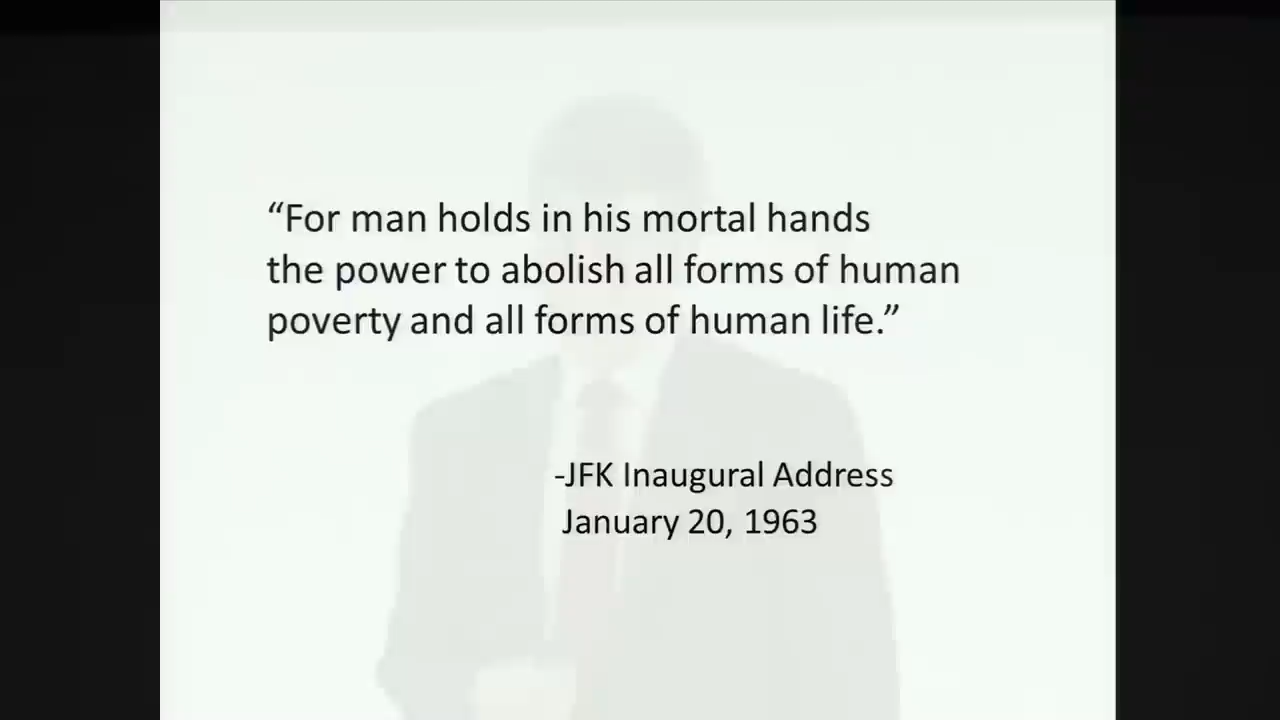 “For man holds in his mortal hands
the power to abolish all forms of human
poverty and all forms of human life.”
-JFK Inaugural Address
January 20, 1963